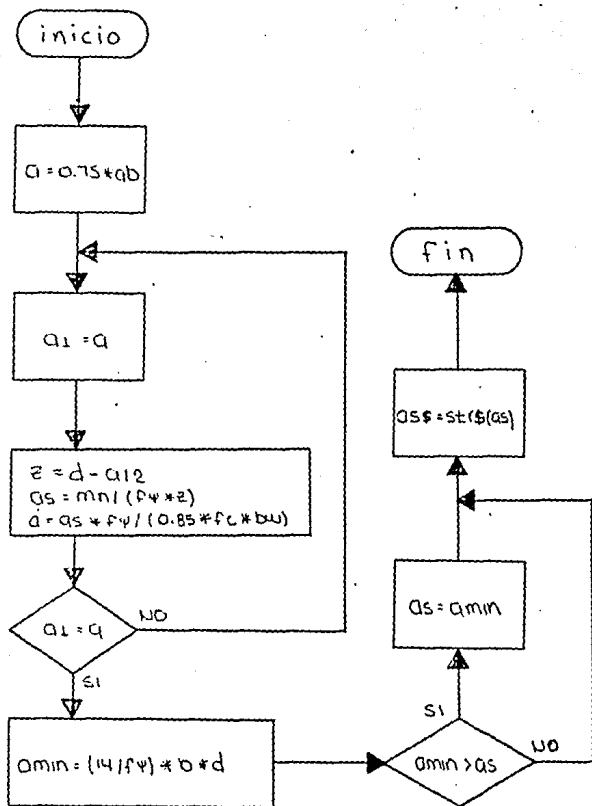 inicio
a=0.75*ab
a1=a
z=d-a/2
as=mn/(fy*z)
a=as*fy/(0.85*fc*bw)
a1=a
NO
SI
amin=(14/fy)*b*d
amin>as
NO
SI
as=amin
as$=str$(as)
fin